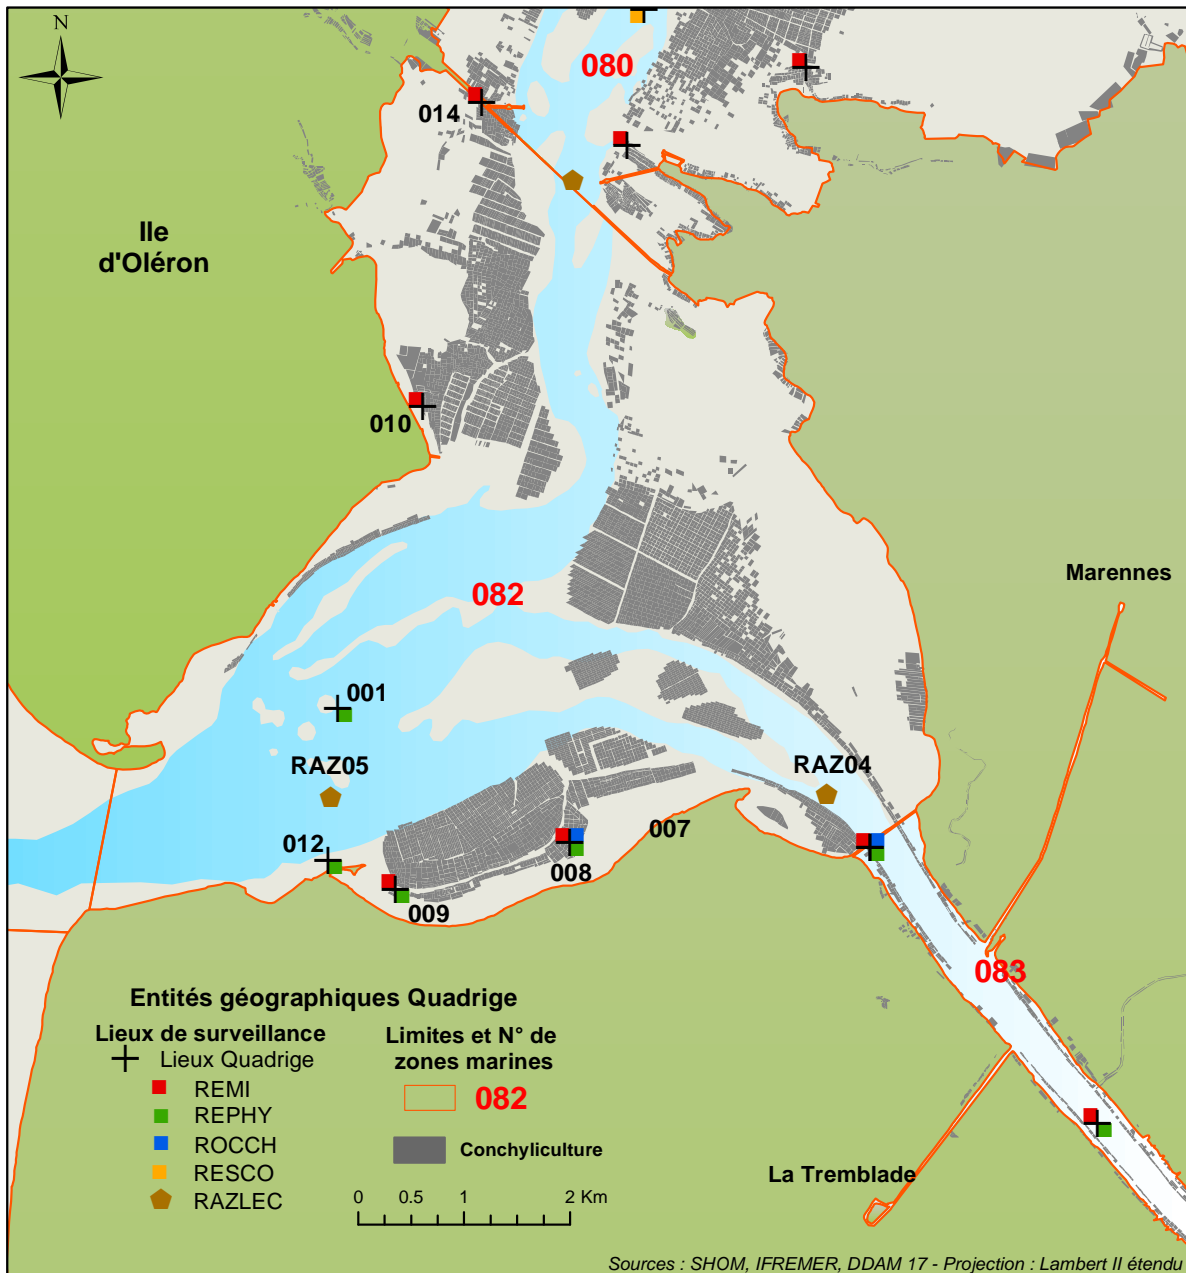 N
080
014
Ile
d'Oléron
010
Marennes
082
001
RAZ05
RAZ04
007
012
008
009
083
Entités géographiques Quadrige
Lieux de surveillance
Lieux Quadrige
REMI
REPHY
ROCCH
RESCO
RAZLEC
Limites et N° de
zones marines
082
Conchyliculture
0 0.5 1 2 Km
La Tremblade
Sources : SHOM, IFREMER, DDAM 17 - Projection : Lambert II étendu